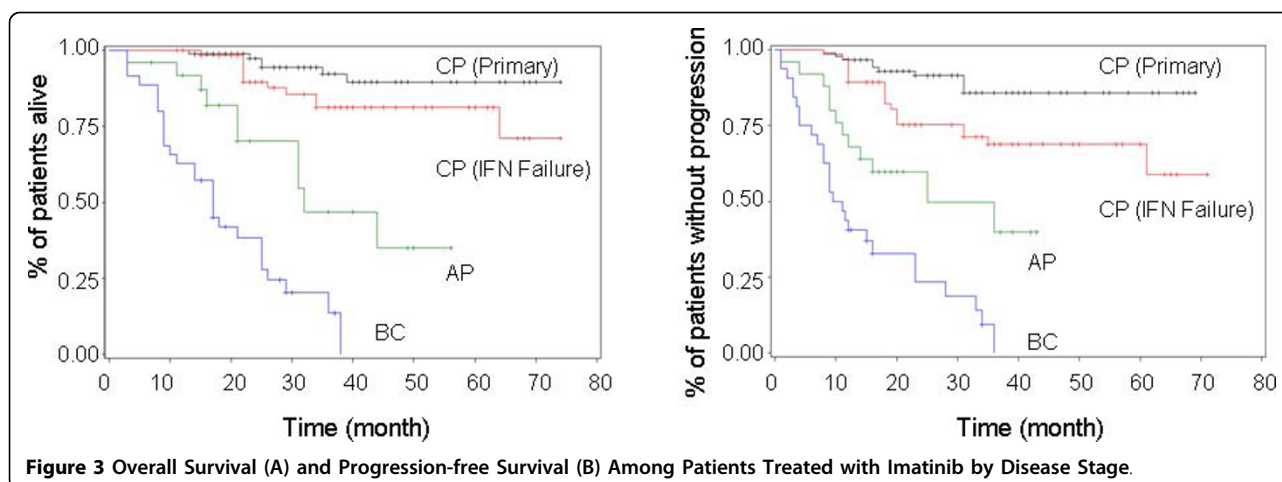 % of patients alive
1.00
0.75
0.50
0.25
0.00
CP (Primary)
CP (IFN Failure)
AP
BC
0 10 20 30 40 50 60 70 80
Time (month)
% of patients without progression
1.00
0.75
0.50
0.25
0.00
CP (Primary)
CP (IFN Failure)
AP
BC
0 10 20 30 40 50 60 70 80
Time (month)
Figure 3 Overall Survival (A) and Progression-free Survival (B) Among Patients Treated with Imatinib by Disease Stage.